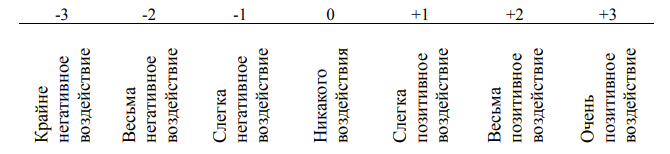 -3 -2 -1 0 +1 +2 +3
Крайне
негативное
воздействие
Весьма
негативное
воздействие
Слегка
негативное
воздействие
Никакого
воздействия
Слегка
позитивное
воздействие
Весьма
позитивное
воздействие
Очень
позитивное
воздействие